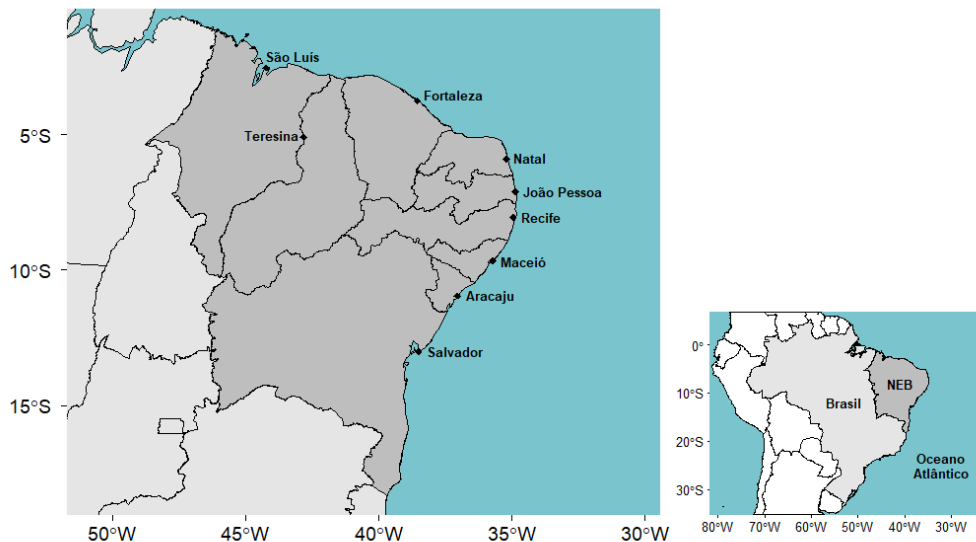 São Luís
Fortaleza
5°S
Teresina
Natal
João Pessoa
Recife
10°S
Maceió
Aracaju
Salvador
15°S
50°W 45°W 40°W 35°W 30°W
0°
NEB
10°S
Brasil
20°S
Oceano
Atlântico
30°S
80°W 70°W 60°W 50°W 40°W 30°W